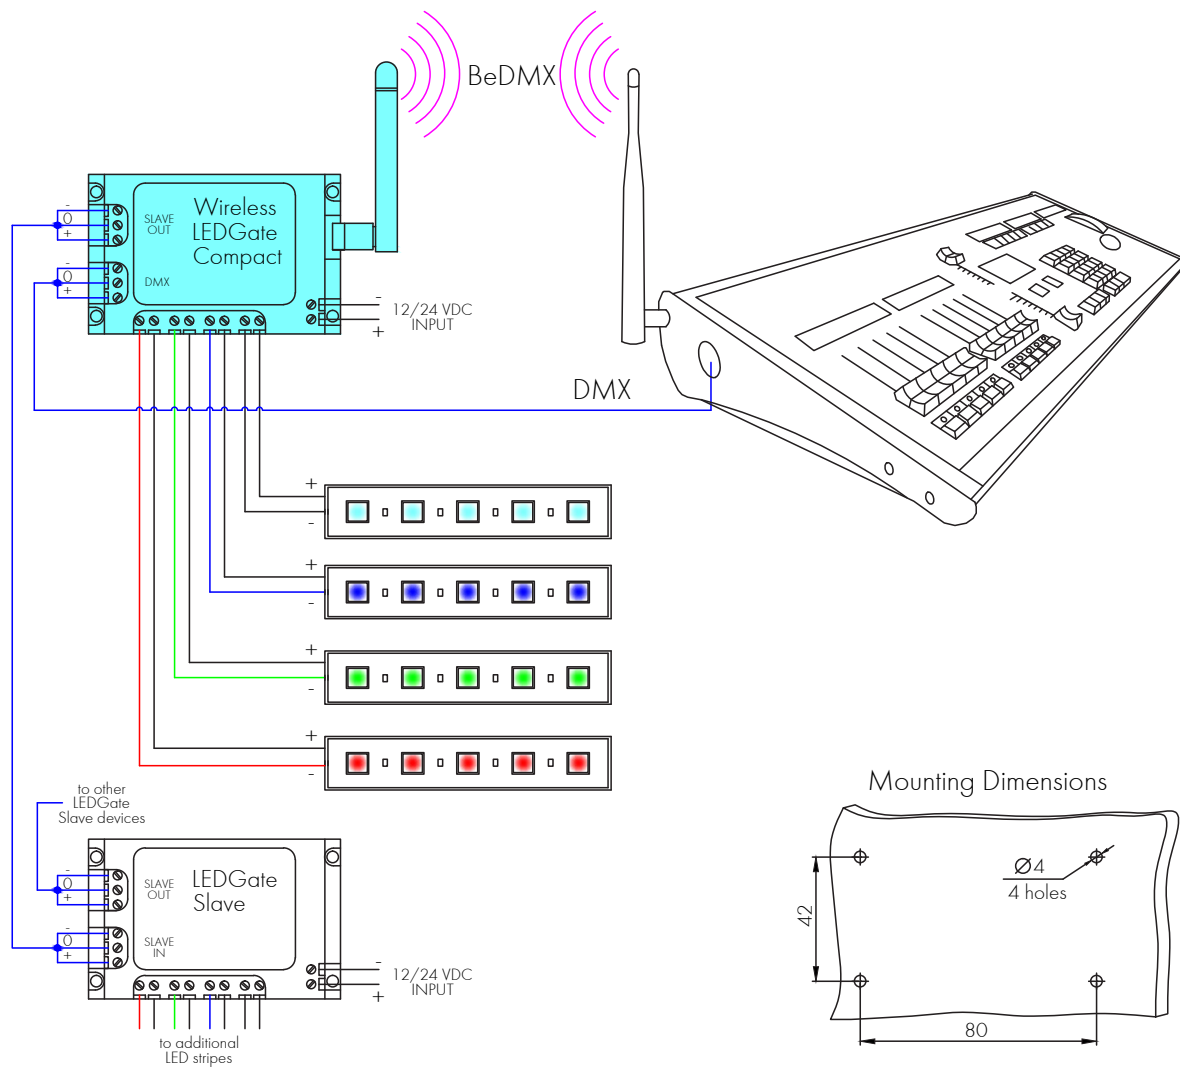 BeDMX
-
0
+
SLAVE
OUT
Wireless
LEDGate
Compact
-
0
+
DMX
-
12/24 VDC
INPUT
+
DMX
+
-
+
-
+
-
+
-
to other
LEDGate
Slave devices
-
0
+
SLAVE
OUT
LEDGate
Slave
-
0
+
SLAVE
IN
-
12/24 VDC
INPUT
+
to additional
LED stripes
Mounting Dimensions
Ø4
4 holes
42
80